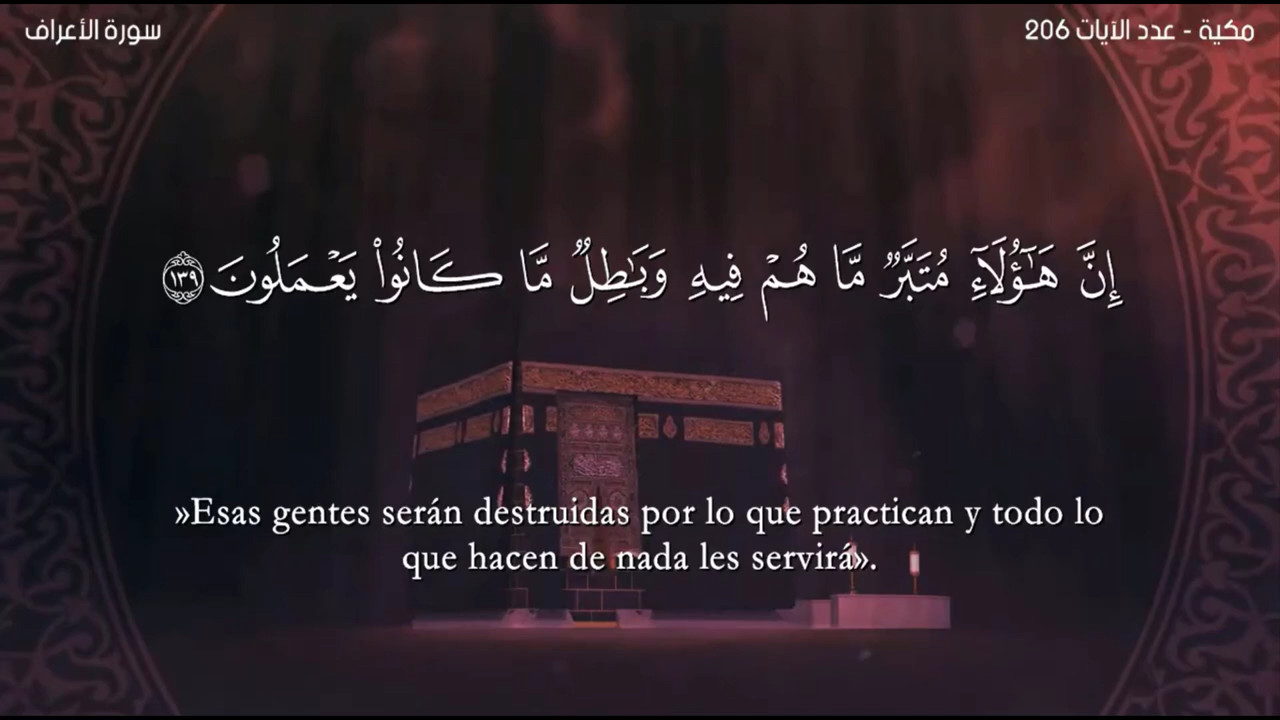 سورة الأعراف
مكية - عدد الآيات 206
إِنَّ هَٰٓؤُلَآءِ مُتَبَّرٌ مَّا هُمْ فِيهِ وَبَٰطِلٌ مَّا كَانُوا۟ يَعْمَلُونَ ١٣٩
»Esas gentes serán destruidas por lo que practican y todo lo
que hacen de nada les servirá».